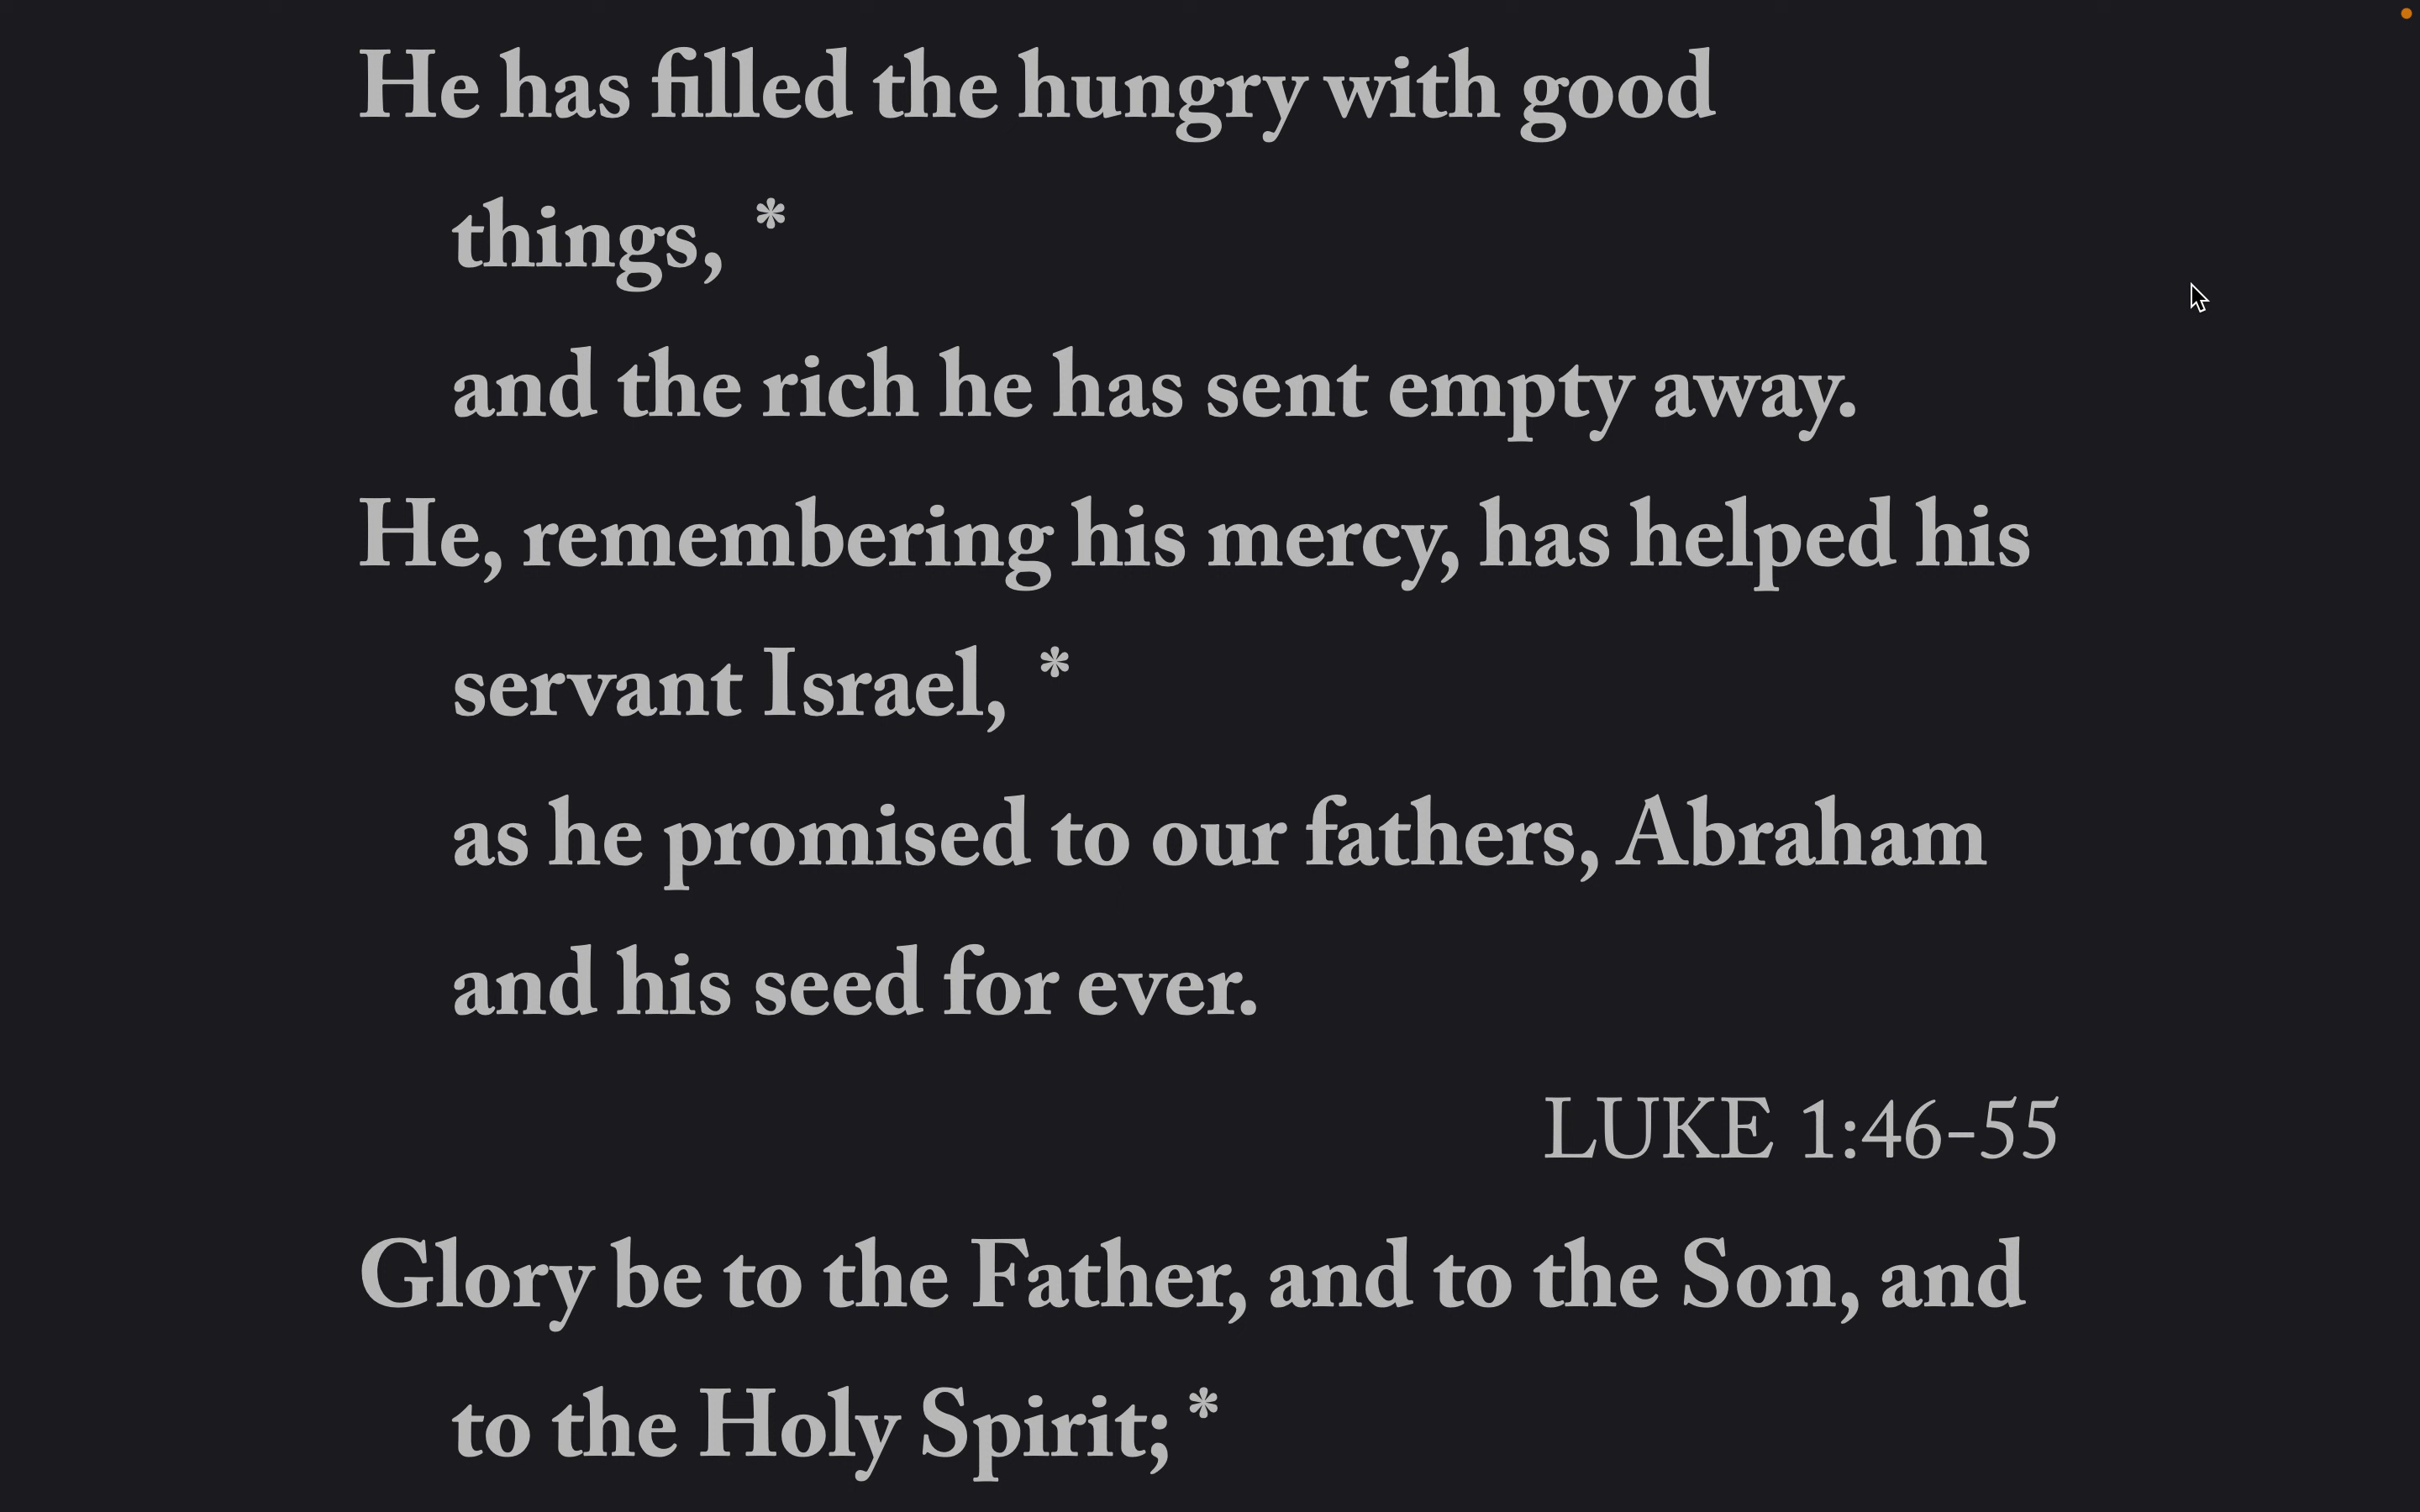 He has filled the hungry with good
things, *
and the rich he has sent empty away.
He, remembering his mercy, has helped his
servant Israel, *
as he promised to our fathers, Abraham
and his seed for ever.
LUKE 1:46–55
Glory be to the Father, and to the Son, and
to the Holy Spirit; *